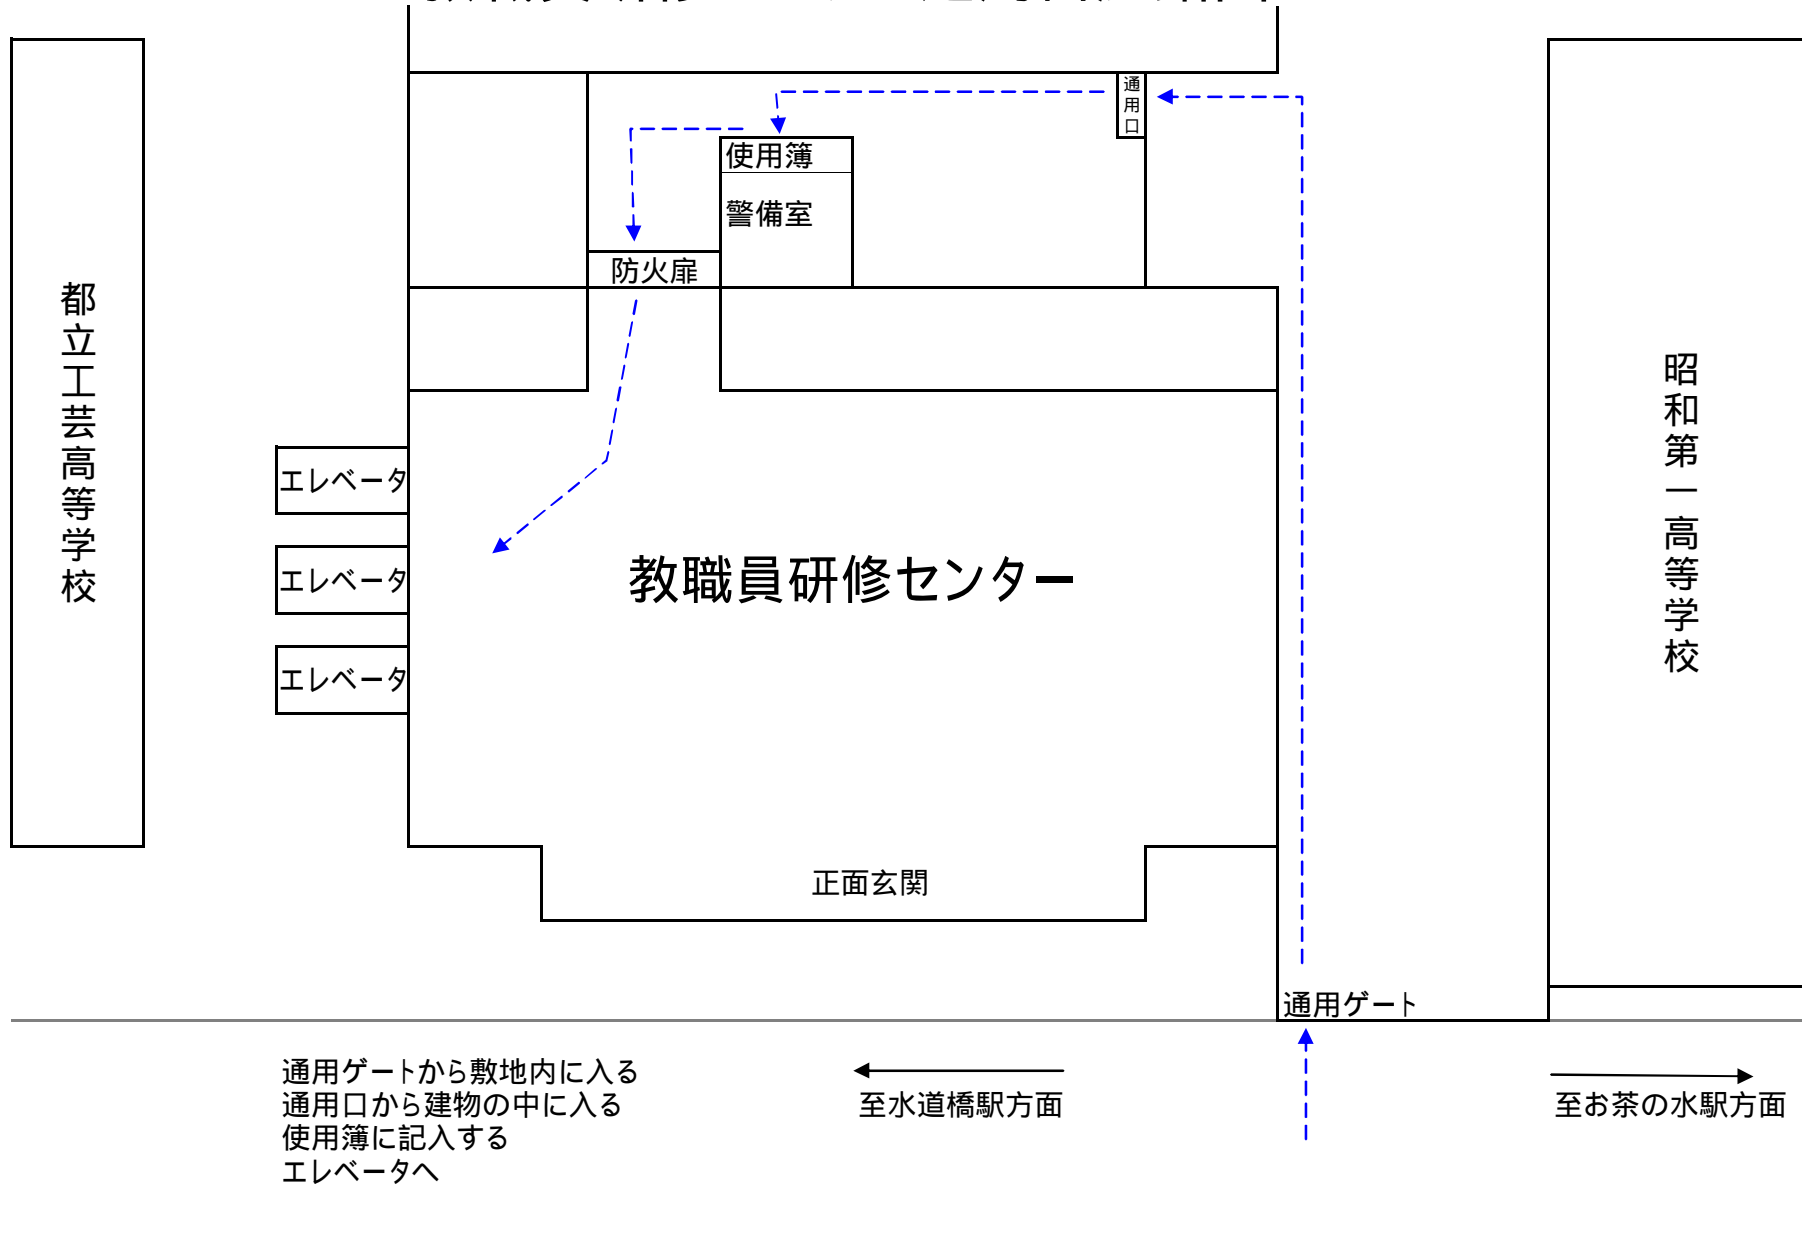 通用口
使用簿
警備室
防火扉
都立工芸高等学校
昭和第一高等学校
エレベータ
エレベータ
教職員研修センター
エレベータ
正面玄関
通用ゲート
通用ゲートから敷地内に入る
通用口から建物の中に入る
使用簿に記入する
エレベータへ
至水道橋駅方面
至お茶の水駅方面